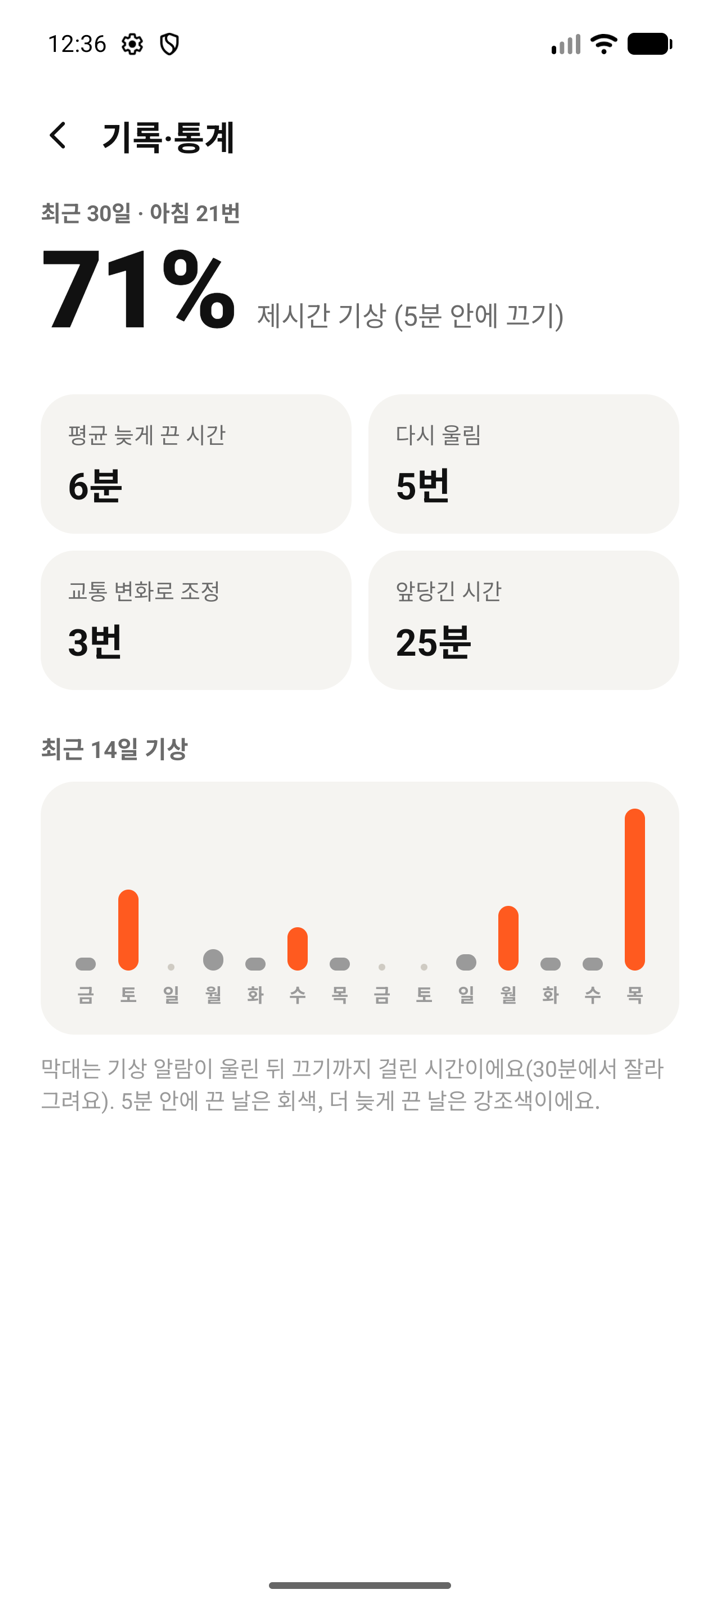 12:36
기록·통계
최근 30일 · 아침 21번
71% 제시간 기상 (5분 안에 끄기)
평균 늦게 끈 시간
6분
다시 울림
5번
교통 변화로 조정
3번
앞당긴 시간
25분
최근 14일 기상
금 토 일 월 화 수 목 금 토 일 월 화 수 목
막대는 기상 알람이 울린 뒤 끄기까지 걸린 시간이에요(30분에서 잘라
그려요). 5분 안에 끈 날은 회색, 더 늦게 끈 날은 강조색이에요.